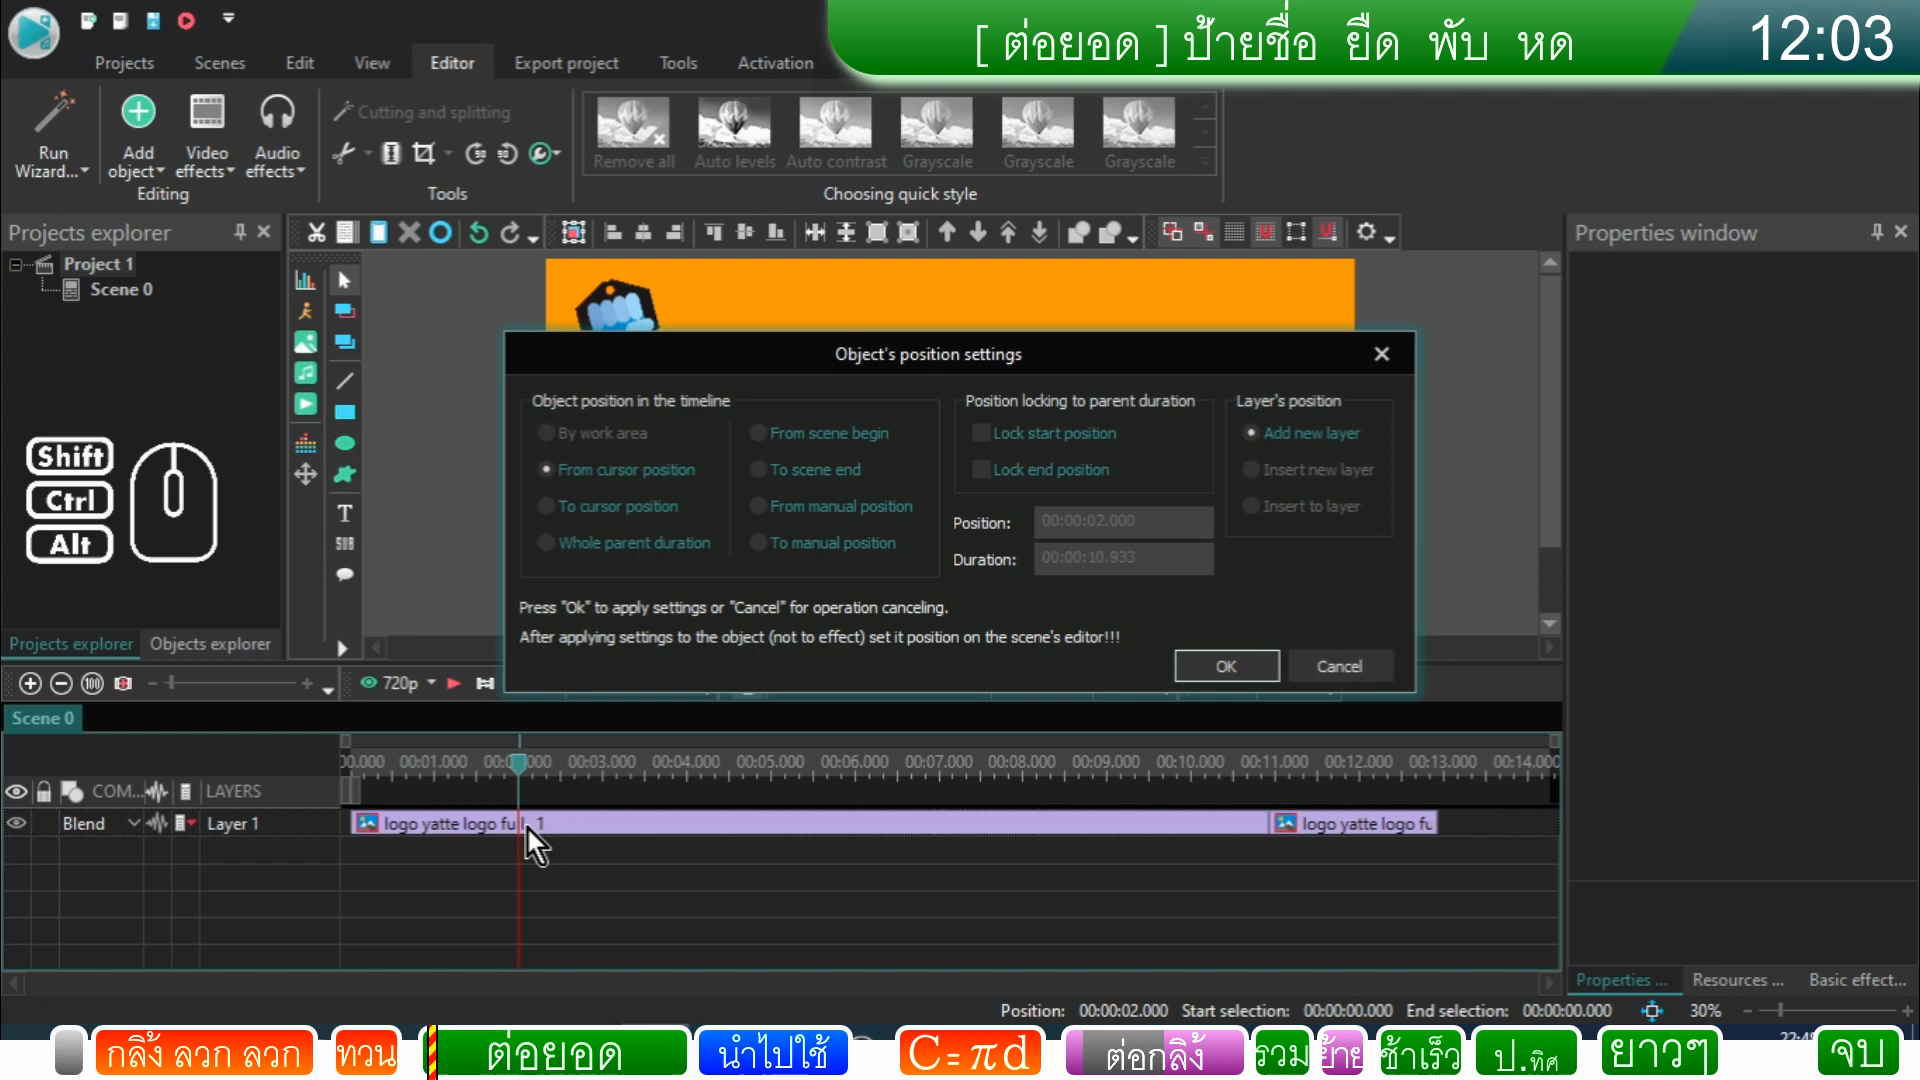 [ ต่อยอด ] ป้ายชื่อ ยืด พับ หด
12:03
Projects
Scenes
Edit
View
Editor
Export project
Tools
Activation
Run Wizard...
Add object
Video effects
Audio effects
Editing
Cutting and splitting
Tools
Remove all
Auto levels
Auto contrast
Grayscale
Grayscale
Grayscale
Choosing quick style
Projects explorer
Project 1
Scene 0
Properties window
Shift
Ctrl
Alt
T
SUB
Object's position settings
Object position in the timeline
By work area
From scene begin
From cursor position
To scene end
To cursor position
From manual position
Whole parent duration
To manual position
Position locking to parent duration
Lock start position
Lock end position
Position: 00:00:02.000
Duration: 00:00:10.933
Layer's position
Add new layer
Insert new layer
Insert to layer
Press "Ok" to apply settings or "Cancel" for operation canceling.
After applying settings to the object (not to effect) set it position on the scene's editor!!!
OK
Cancel
Projects explorer
Objects explorer
100
720p
Scene 0
00:01.000
00:03.000
00:04.000
00:05.000
00:06.000
00:07.000
00:08.000
00:09.000
00:10.000
00:11.000
00:12.000
00:13.000
COM...
LAYERS
Blend
Layer 1
logo yatte logo
logo yatte logo
Properties ...
Resources ...
Basic effect...
Position: 00:00:02.000 Start selection: 00:00:00.000 End selection: 00:00:00.000
30%
กลิ้ง ลวก ลวก
ทวน
ต่อยอด
นำไปใช้
C=πd
ต่อกลิ้ง
รวม
ย้าย
ช้าเร็ว
ป.ทิศ
ยาวๆ
จบ